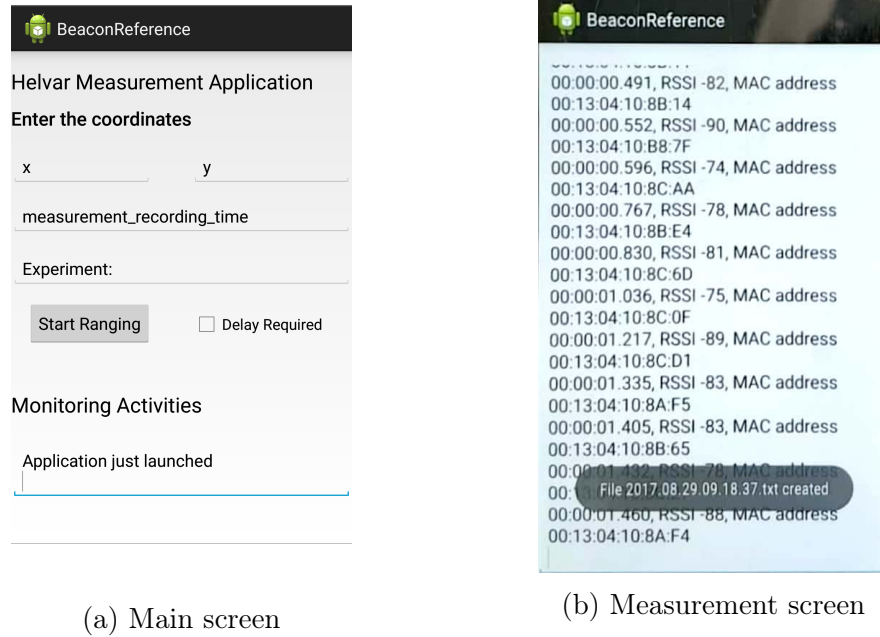 BeaconReference
Helvar Measurement Application
Enter the coordinates
x y
measurement_recording_time
Experiment:
Start Ranging Delay Required
Monitoring Activities
Application just launched
(a) Main screen
BeaconReference
00:00:00.491, RSSI -82, MAC address
00:13:04:10:8B:14
00:00:00.552, RSSI -90, MAC address
00:13:04:10:B8:7F
00:00:00.596, RSSI -74, MAC address
00:13:04:10:8C:AA
00:00:00.767, RSSI -78, MAC address
00:13:04:10:8B:E4
00:00:00.830, RSSI -81, MAC address
00:13:04:10:8C:6D
00:00:01.036, RSSI -75, MAC address
00:13:04:10:8C:0F
00:00:01.217, RSSI -89, MAC address
00:13:04:10:8C:D1
00:00:01.335, RSSI -83, MAC address
00:13:04:10:8A:F5
00:00:01.405, RSSI -83, MAC address
00:13:04:10:8B:65
00:00:01.432, RSSI -78, MAC address
File 2017.08.29.09.18.37.txt created
00:00:01.460, RSSI -88, MAC address
00:13:04:10:8A:F4
(b) Measurement screen